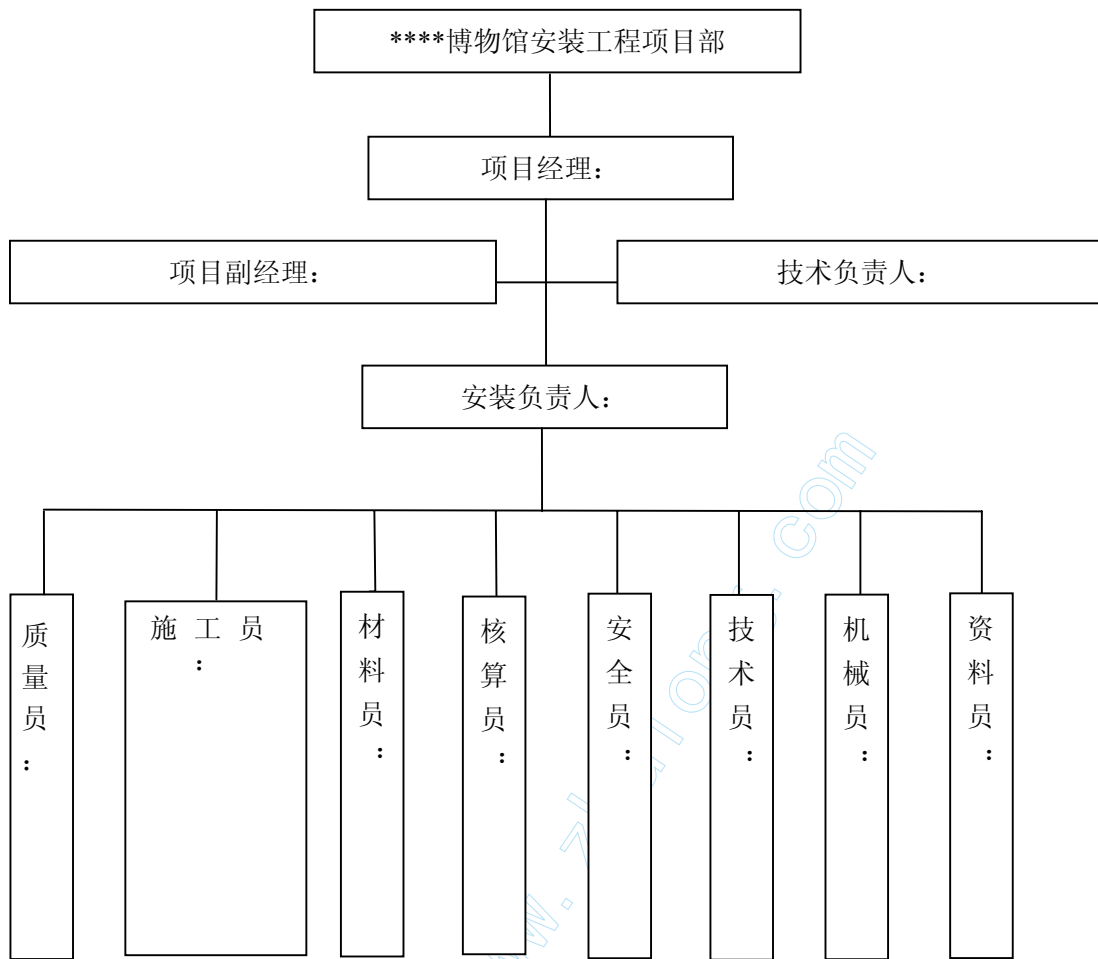 ****博物馆安装工程项目部
项目经理：
项目副经理：
技术负责人：
安装负责人：
质量员：
施工员：
材料员：
核算员：
安全员：
技术员：
机械员：
资料员：